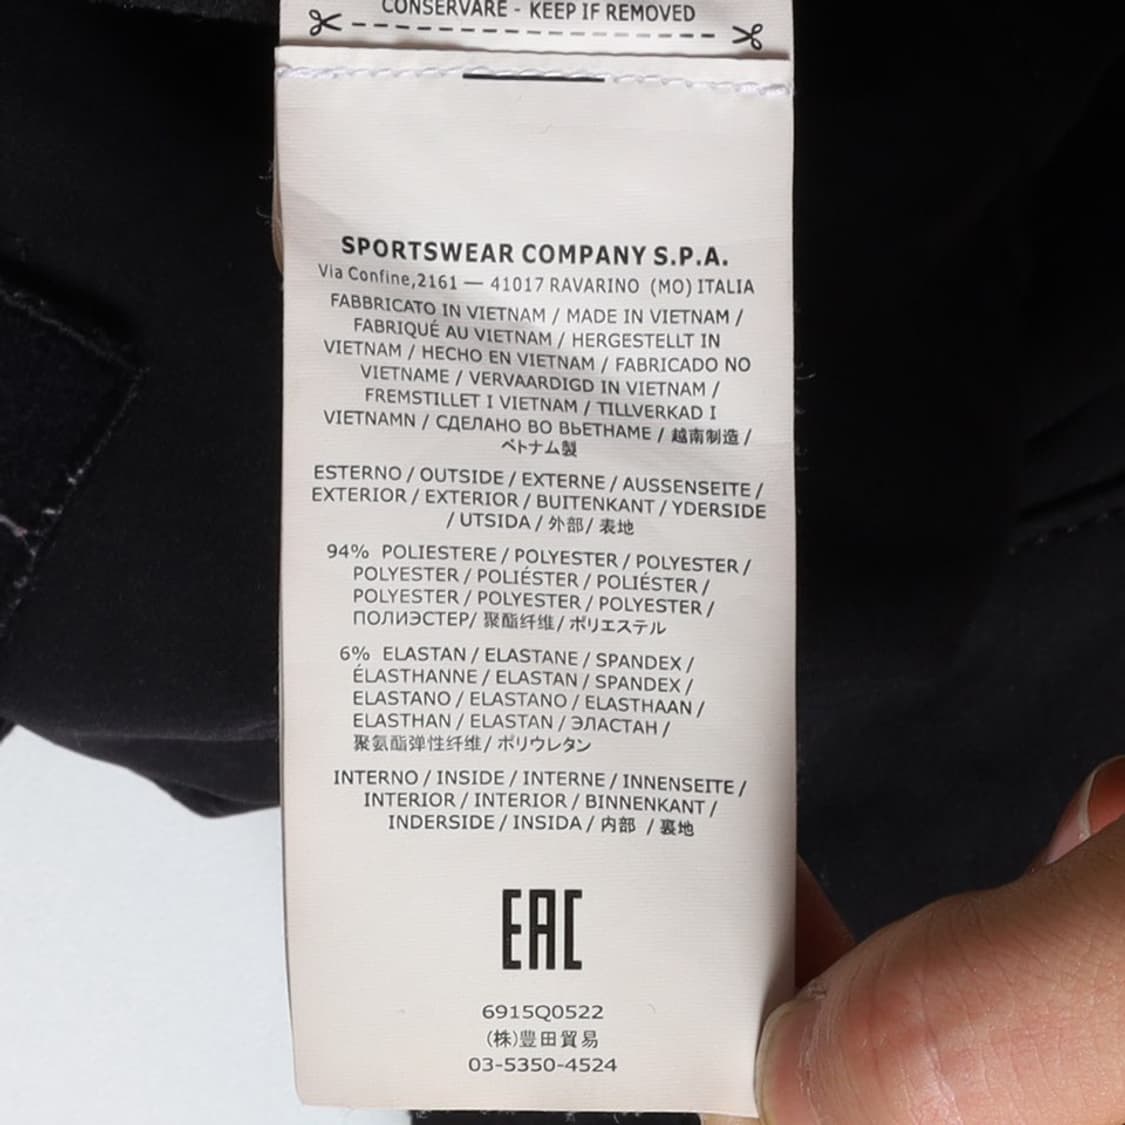 CONSERVARE - KEEP IF REMOVED
SPORTSWEAR COMPANY S.P.A.
Via Confine,2161 — 41017 RAVARINO (MO) ITALIA
FABBRICATO IN VIETNAM / MADE IN VIETNAM /
FABRIQUÉ AU VIETNAM / HERGESTELLT IN
VIETNAM / HECHO EN VIETNAM / FABRICADO NO
VIETNAME / VERVAARDIGD IN VIETNAM /
FREMSTILLET I VIETNAM / TILLVERKAD I
VIETNAMN / СДЕЛАНО ВО ВЬЕТНАМЕ / 越南制造 /
ベトナム製
ESTERNO / OUTSIDE / EXTERNE / AUSSENSEITE /
EXTERIOR / EXTERIOR / BUITENKANT / YDERSIDE
/ UTSIDA / 外部 / 表地
94% POLIESTERE / POLYESTER / POLYESTER /
POLYESTER / POLIÉSTER / POLIÉSTER /
POLYESTER / POLYESTER / POLYESTER /
ПОЛИЭСТЕР/ 聚酯纤维/ ポリエステル
6% ELASTAN / ELASTANE / SPANDEX /
ÉLASTHANNE / ELASTAN / SPANDEX /
ELASTANO / ELASTANO / ELASTHAAN /
ELASTHAN / ELASTAN / ЭЛАСТАН /
聚氨酯弹性纤维/ ポリウレタン
INTERNO / INSIDE / INTERNE / INNENSEITE /
INTERIOR / INTERIOR / BINNENKANT /
INDERSIDE / INSIDA / 内部 / 裏地
EAC
6915Q0522
(株)豊田貿易
03-5350-4524